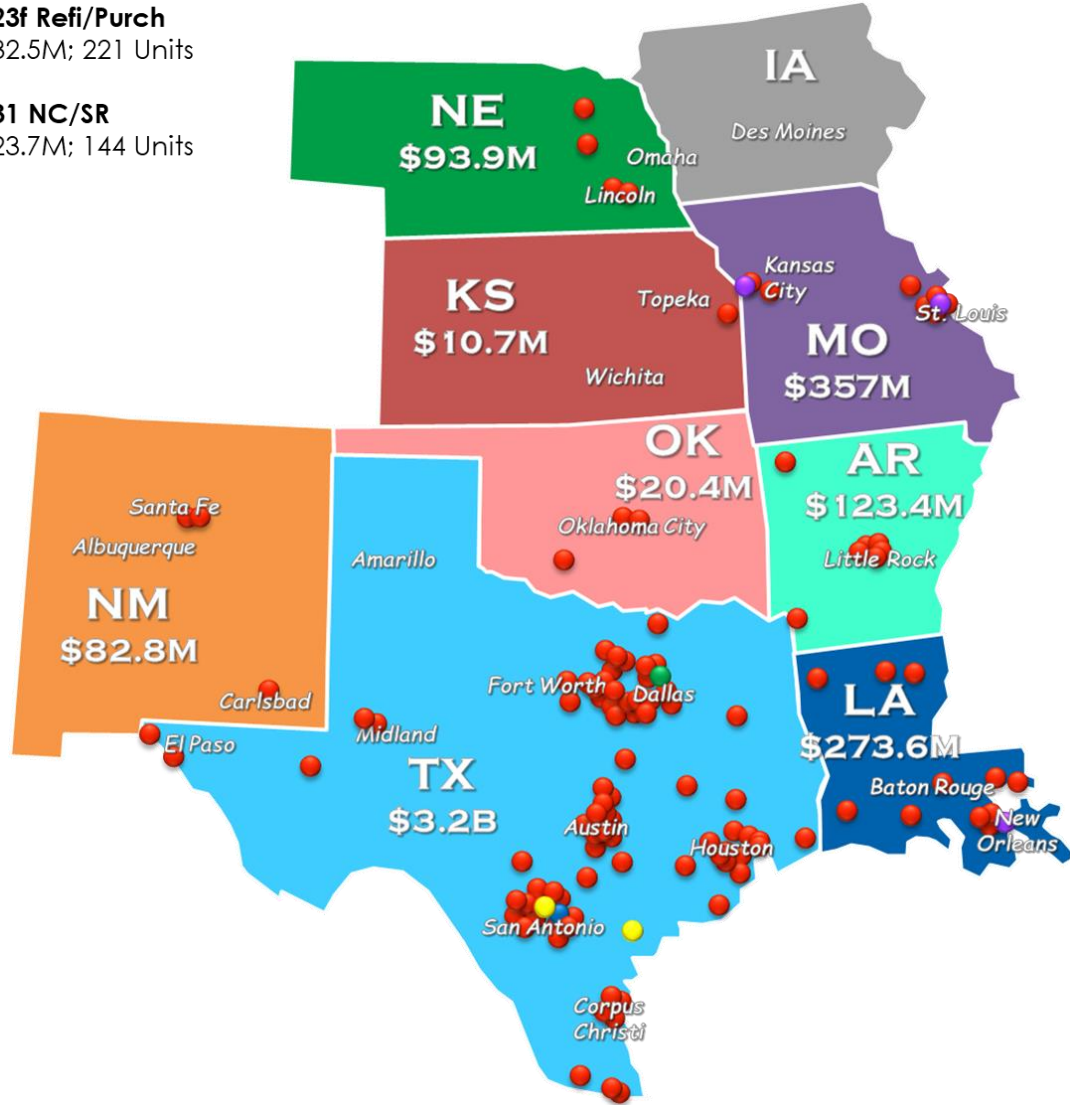 23f Refi/Purch
32.5M; 221 Units
31 NC/SR
23.7M; 144 Units
IA
Des Moines
NE
$93.9M
Omaha
Lincoln
KS
$10.7M
Topeka
Wichita
Kansas
City
St. Louis
MO
$357M
OK
$20.4M
Oklahoma City
AR
$123.4M
Little Rock
Santa Fe
Albuquerque
NM
$82.8M
Carlsbad
Amarillo
Fort Worth
Dallas
El Paso
Midland
TX
$3.2B
Austin
Houston
San Antonio
Corpus
Christi
LA
$273.6M
Baton Rouge
New
Orleans